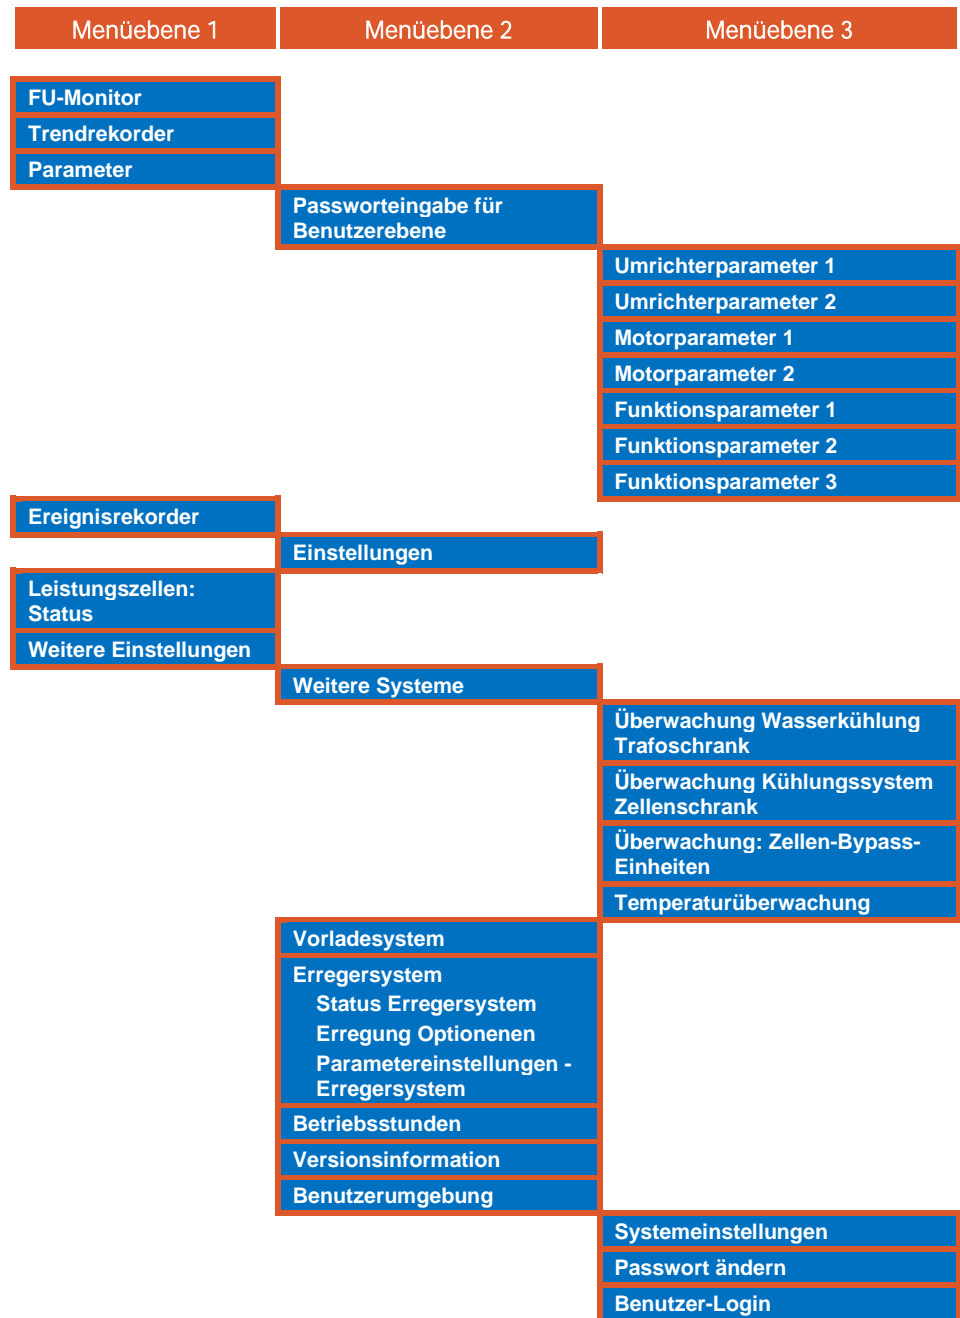 Menüebene 1 Menüebene 2 Menüebene 3
FU-Monitor
Trendrekorder
Parameter
Passworteingabe für
Benutzerebene
Umrichterparameter 1
Umrichterparameter 2
Motorparameter 1
Motorparameter 2
Funktionsparameter 1
Funktionsparameter 2
Funktionsparameter 3
Ereignisrekorder
Einstellungen
Leistungszellen:
Status
Weitere Einstellungen
Weitere Systeme
Überwachung Wasserkühlung
Trafoschrank
Überwachung Kühlungssystem
Zellenschrank
Überwachung: Zellen-Bypass-
Einheiten
Temperaturüberwachung
Vorladesystem
Erregersystem
Status Erregersystem
Erregung Optionenen
Parametereinstellungen -
Erregersystem
Betriebsstunden
Versionsinformation
Benutzerumgebung
Systemeinstellungen
Passwort ändern
Benutzer-Login